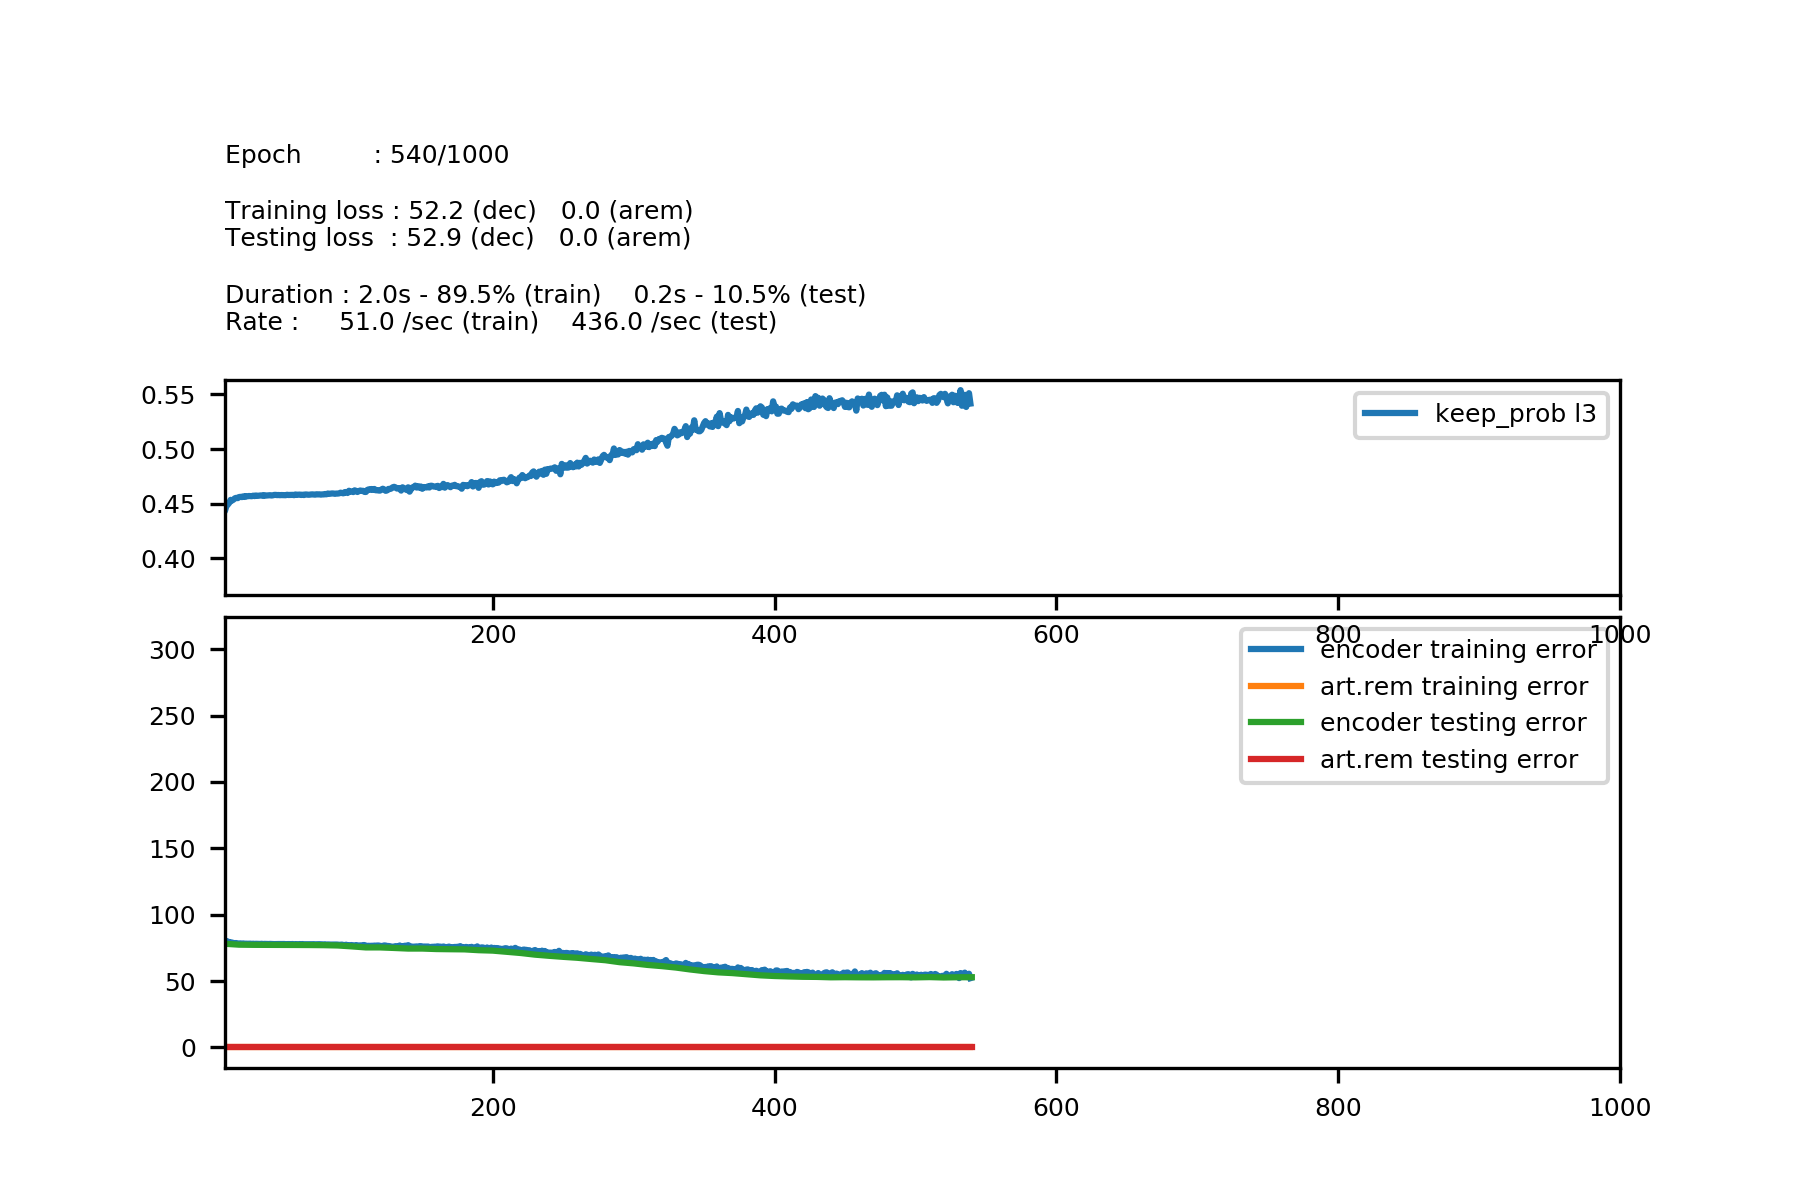 Epoch : 540/1000
Training loss : 52.2 (dec) 0.0 (arem)
Testing loss : 52.9 (dec) 0.0 (arem)
Duration : 2.0s - 89.5% (train) 0.2s - 10.5% (test)
Rate : 51.0 /sec (train) 436.0 /sec (test)
0.55
0.50
0.45
0.40
keep_prob l3
200 400 600 800 1000
300
250
200
150
100
50
0
encoder training error
art.rem training error
encoder testing error
art.rem testing error
200 400 600 800 1000